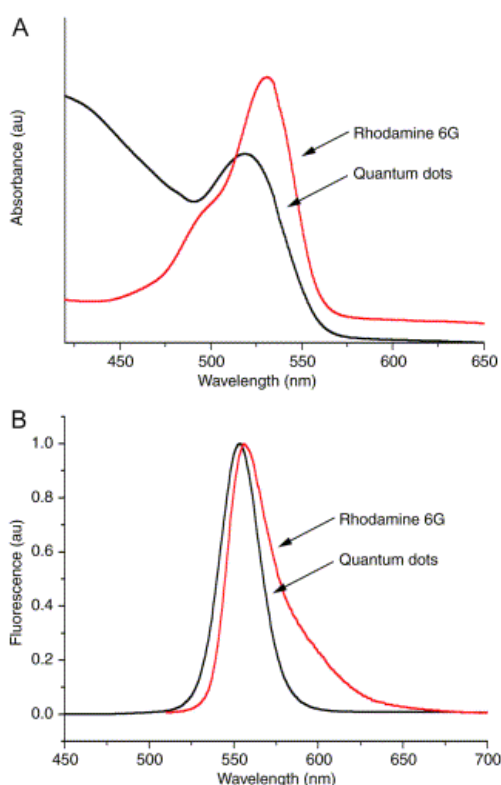 A
Absorbance (au)
Rhodamine 6G
Quantum dots
450 500 550 600 650
Wavelength (nm)
B
Fluorescence (au)
1.0
0.8
0.6
0.4
0.2
0.0
Rhodamine 6G
Quantum dots
450 500 550 600 650 700
Wavelength (nm)